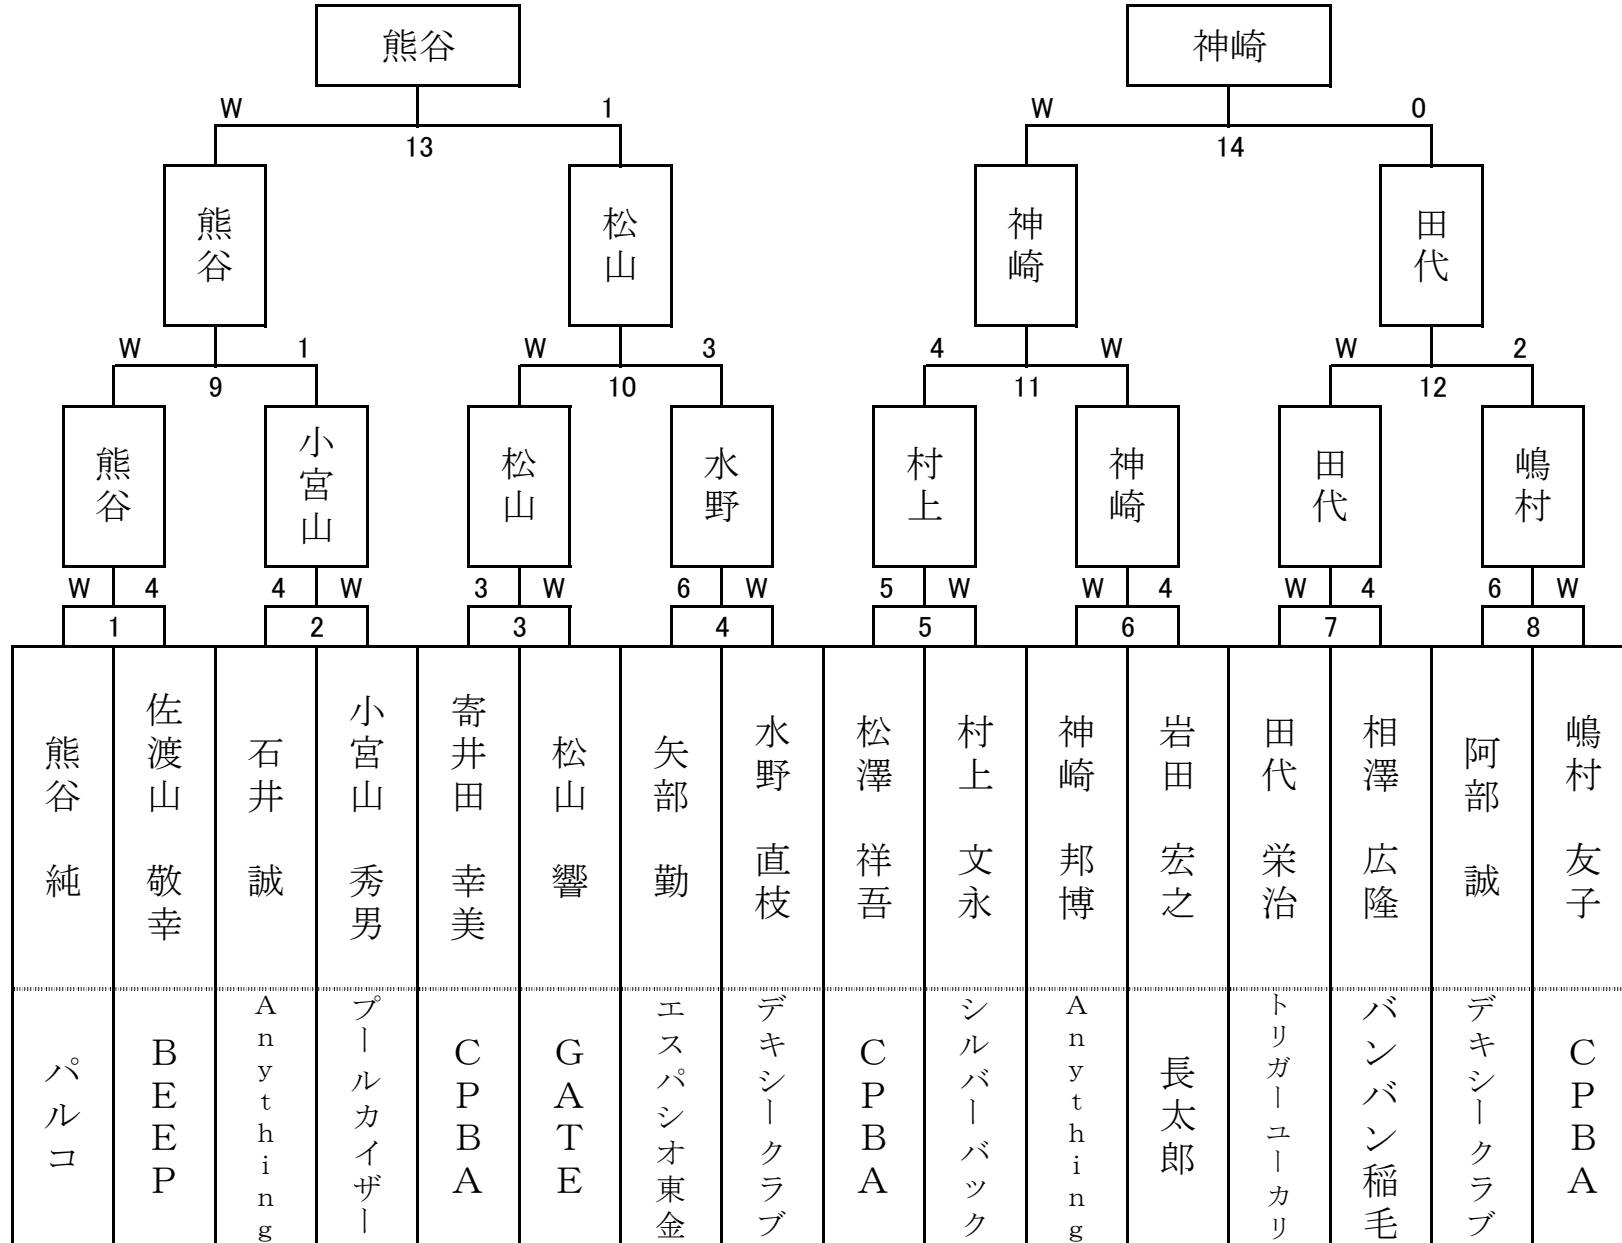 熊谷
神崎
W 1
W 0
13
14
熊谷
松山
神崎
田代
W 1
W 3
4 W
W 2
9
10
11
12
熊谷
小宮山
松山
水野
村上
神崎
田代
嶋村
W 4
4 W
3 W
6 W
5 W
W 4
W 4
6 W
1
2
3
4
5
6
7
8
熊谷 純
佐渡山 敬幸
石井 誠
小宮山 秀男
寄井田 幸美
松山 響
矢部 勤
水野 直枝
松澤 祥吾
村上 文永
神崎 邦博
岩田 宏之
田代 栄治
相澤 広隆
阿部 誠
嶋村 友子
パルコ
BEEP
Anything
プールカイザー
CPBA
GATE
エスパシオ東金
デキシークラブ
CPBA
シルバーバック
Anything
長太郎
トリガーユーカリ
バンバン稲毛
デキシークラブ
CPBA